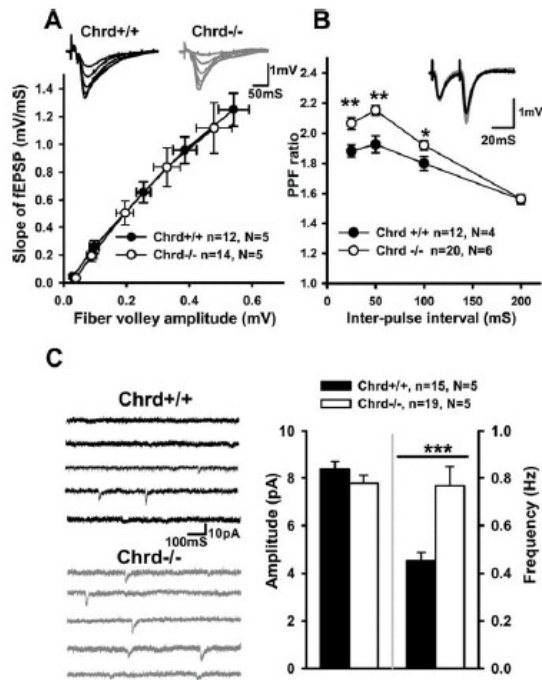 A
Chrd+/+
Chrd-/-
1mV
50mS
Slope of fEPSP (mV/mS)
1.6
1.4
1.2
1.0
0.8
0.6
0.4
0.2
0.0
Chrd+/+ n=12, N=5
Chrd-/- n=14, N=5
0.0 0.2 0.4 0.6
Fiber volley amplitude (mV)
B
1mV
20mS
PPF ratio
2.4
2.2
2.0
1.8
1.6
1.4
1.2
1.0
** ** *
Chrd +/+ n=12, N=4
Chrd -/- n=20, N=6
0 50 100 150 200
Inter-pulse interval (mS)
C
Chrd+/+
10pA
100mS
Chrd-/-
Chrd+/+, n=15, N=5
Chrd-/-, n=19, N=5
Amplitude (pA)
10
8
6
4
2
0
***
1.0
0.8
0.6
0.4
0.2
0.0
Frequency (Hz)